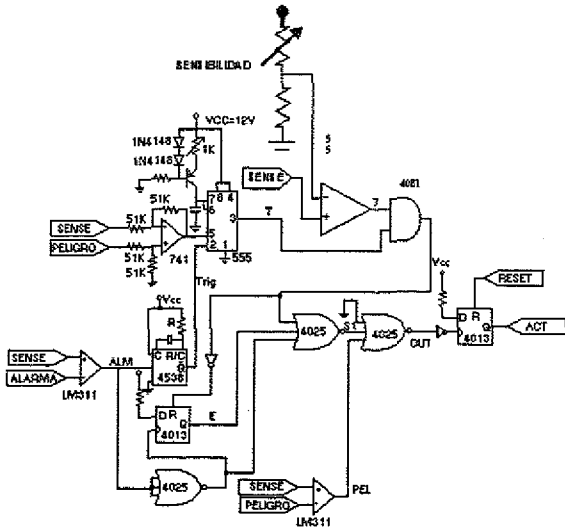 SENSIBILIDAD
VCC=12V
1N4148
1K
1N4148
SENSE
4081
7 8 4
7
6
3
T
5
2 1
555
51K
51K
SENSE
PELIGRO
741
51K
51K
Trig
Vcc
RESET
Vcc
R
D R
Q
4013
ACT
C R/C
Q
4538
4025
St
4025
OUT
SENSE
ALARMA
ALM
LM311
D R
Q
4013
E
4025
SENSE
PELIGRO
PEL
LM311